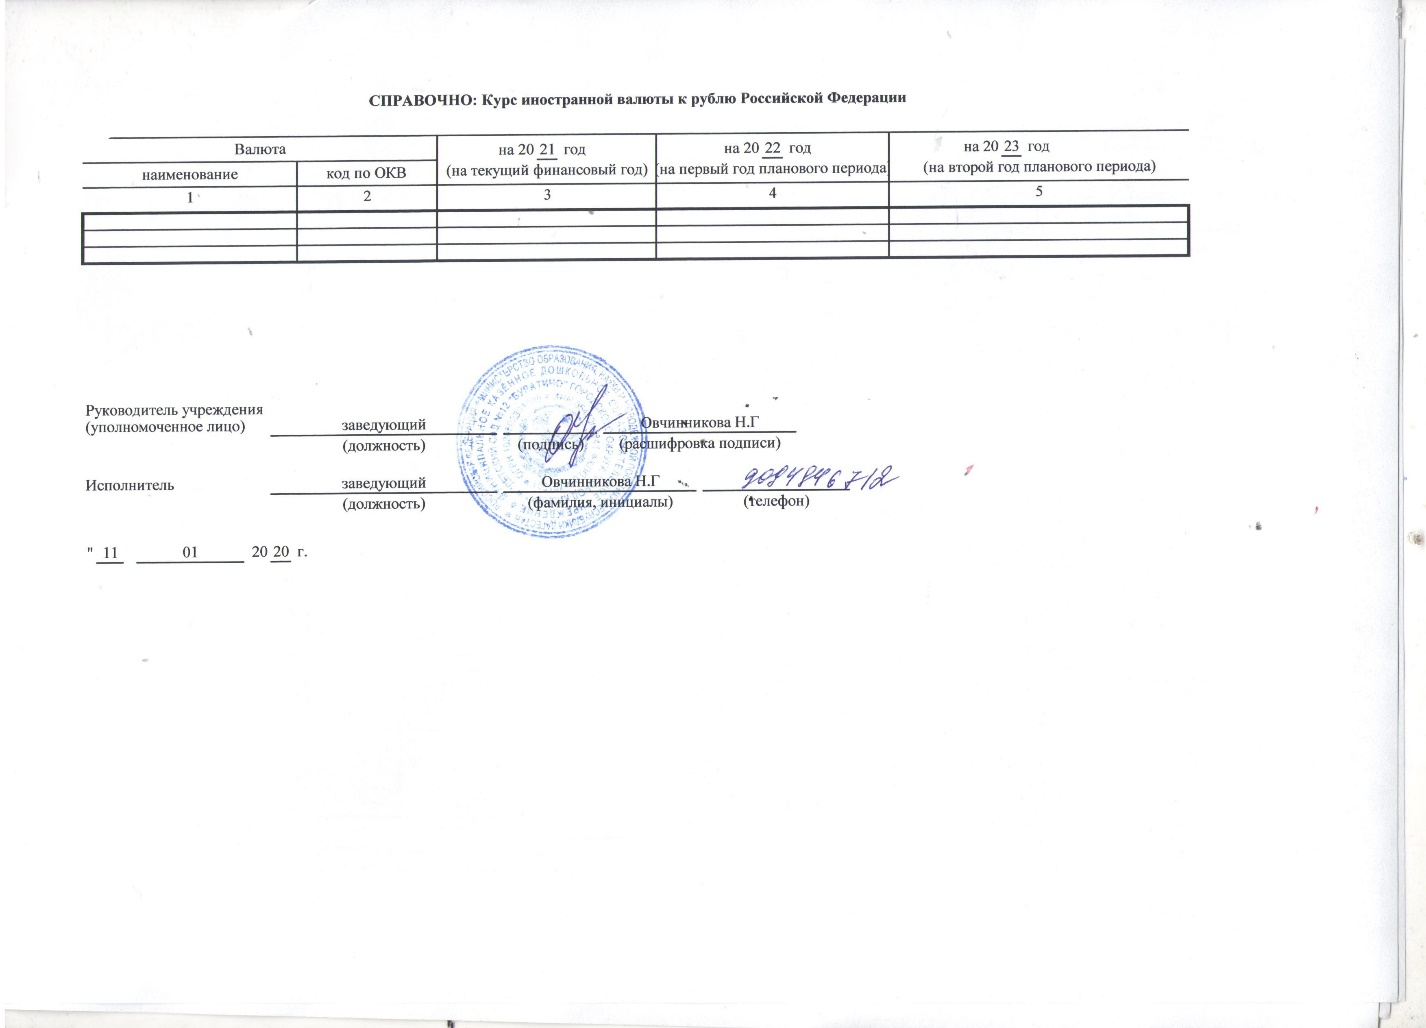 СПРАВОЧНО: Курс иностранной валюты к рублю Российской Федерации
Валюта
на 20 21 год
на 20 22 год
на 20 23 год
(на текущий финансовый год)
(на первый год планового периода
(на второй год планового периода)
наименование
код по ОКВ
1
2
3
4
5
Руководитель учреждения
(уполномоченное лицо)
заведующий
Овчинникова Н.Г
(должность)
(подпись)
(расшифровка подписи)
Исполнитель
заведующий
Овчинникова Н.Г
(должность)
(фамилия, инициалы)
(телефон)
" 11 01 20 20 г.